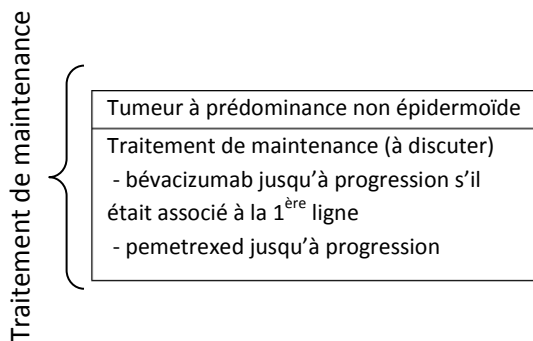 Traitement de maintenance
Tumeur à prédominance non épidermoïde
Traitement de maintenance (à discuter)
- bévacizumab jusqu’à progression s’il
était associé à la 1ère ligne
- pemetrexed jusqu’à progression